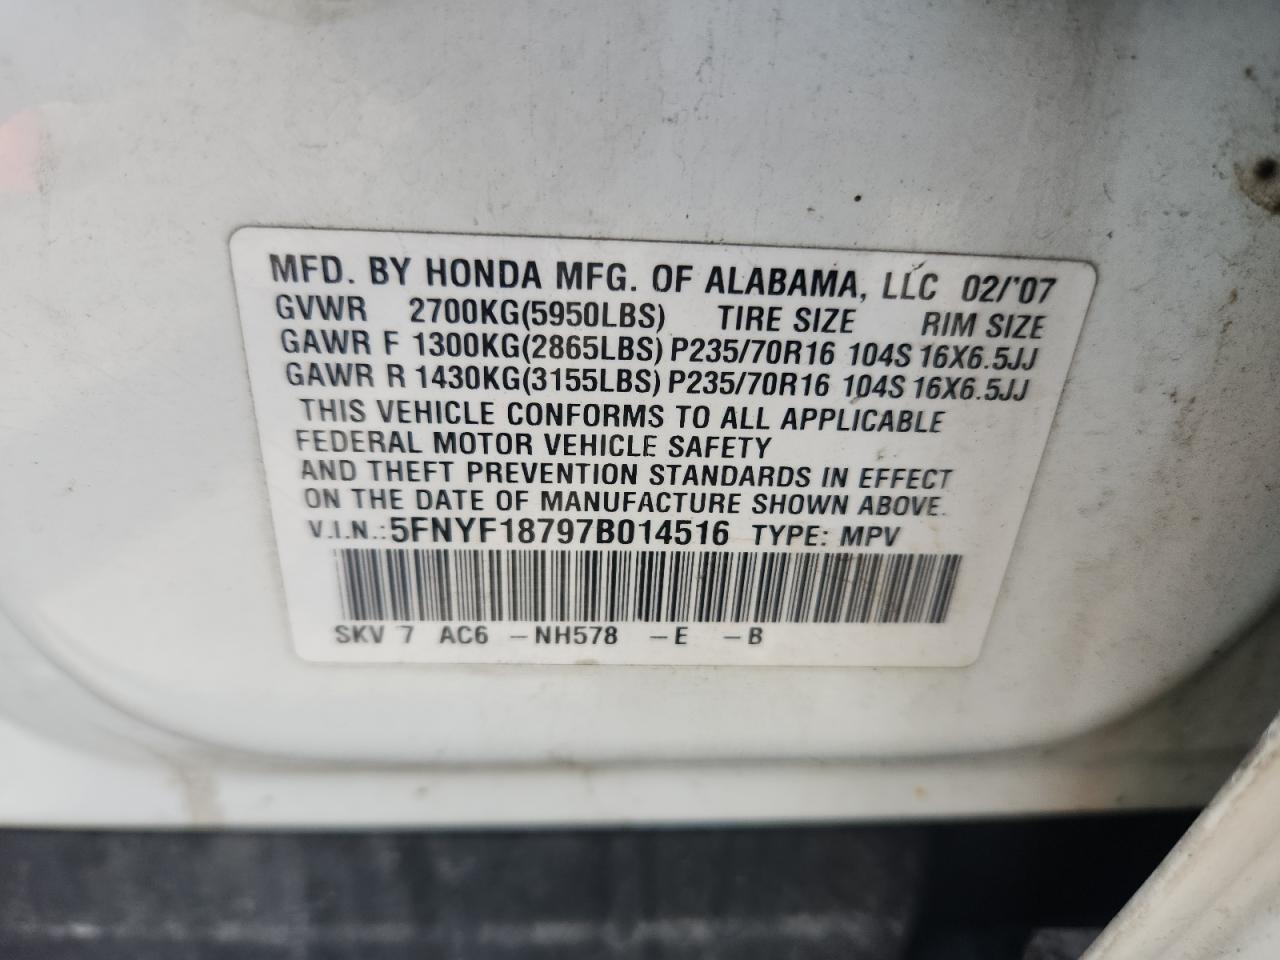 MFD. BY HONDA MFG. OF ALABAMA, LLC 02/'07
GVWR 2700KG(5950LBS) TIRE SIZE RIM SIZE
GAWR F 1300KG(2865LBS) P235/70R16 104S 16X6.5JJ
GAWR R 1430KG(3155LBS) P235/70R16 104S 16X6.5JJ
THIS VEHICLE CONFORMS TO ALL APPLICABLE
FEDERAL MOTOR VEHICLE SAFETY
AND THEFT PREVENTION STANDARDS IN EFFECT
ON THE DATE OF MANUFACTURE SHOWN ABOVE.
V.I.N.: 5FNYF18797B014516 TYPE: MPV
SKV 7 AC6 – NH578 – E – B